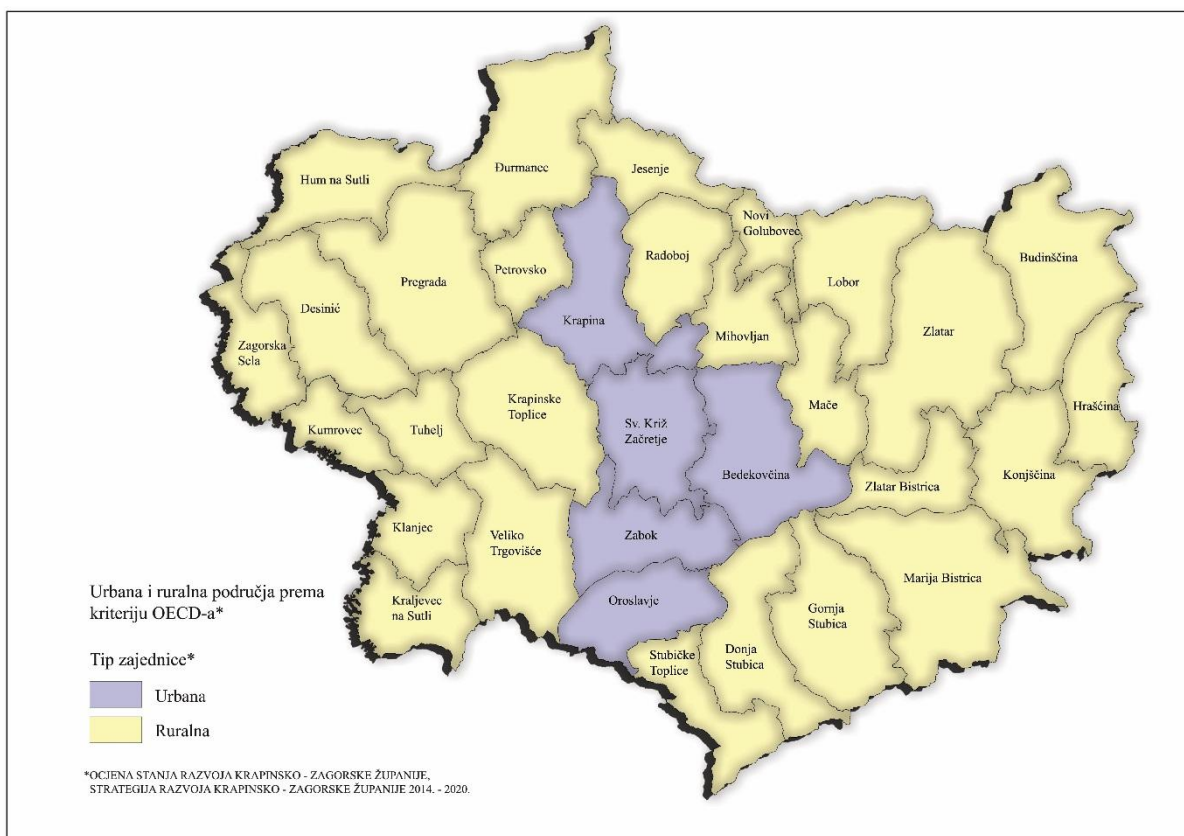 Đurmanec
Jesenje
Hum na Sutli
Novi
Golubovec
Radoboj
Budinščina
Petrovsko
Pregrada
Lobor
Desinić
Krapina
Zlatar
Mihovljan
Zagorska
Sela
Krapinske
Toplice
Mače
Hrašćina
Sv. Križ
Začretje
Kumrovec
Tuhelj
Bedekovčina
Konjščina
Zlatar Bistrica
Klanjec
Veliko
Trgovišće
Zabok
Marija Bistrica
Oroslavje
Gornja
Stubica
Kraljevec
na Sutli
Donja
Stubica
Stubičke
Toplice
Urbana i ruralna područja prema
kriteriju OECD-a*
Tip zajednice*
Urbana
Ruralna
*OCJENA STANJA RAZVOJA KRAPINSKO - ZAGORSKE ŽUPANIJE,
STRATEGIJA RAZVOJA KRAPINSKO - ZAGORSKE ŽUPANIJE 2014. - 2020.